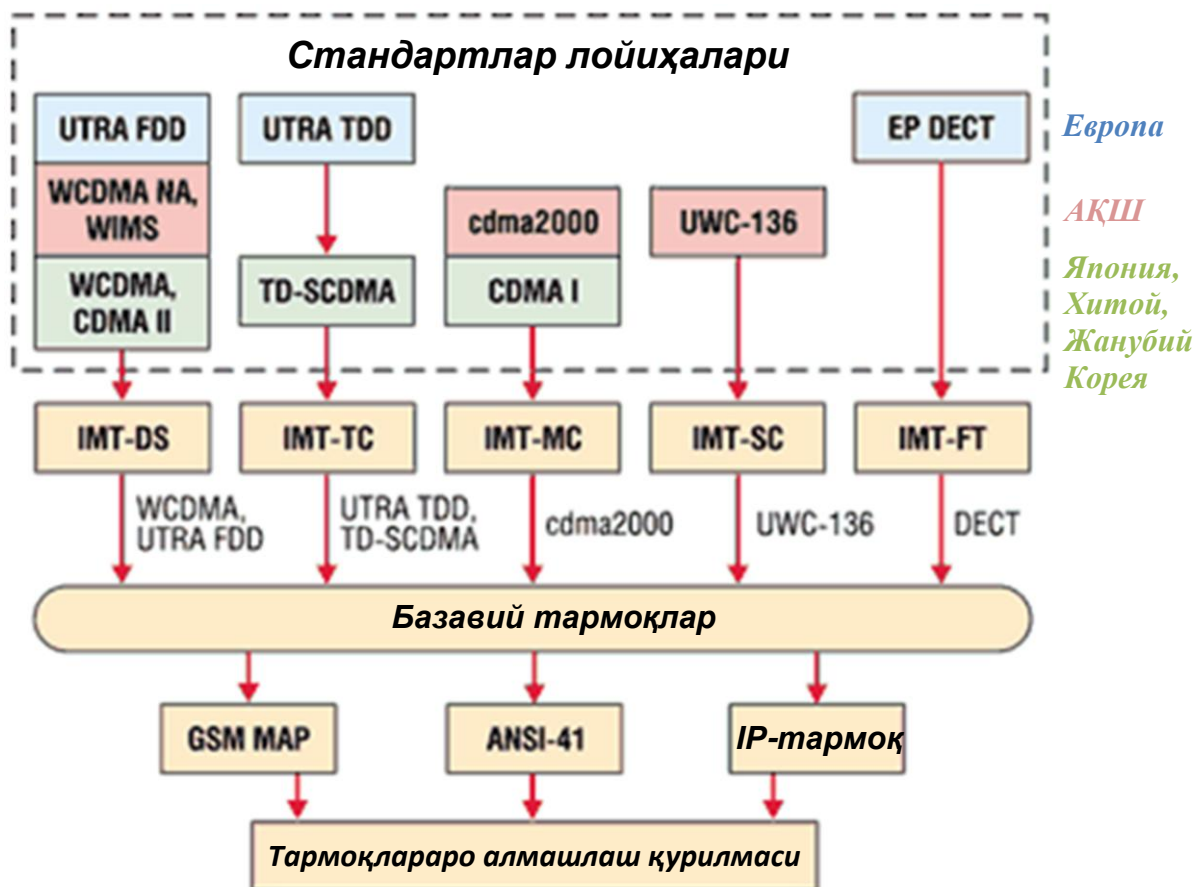 Стандартлар лойиҳалари
UTRA FDD
UTRA TDD
EP DECT
Европа
WCDMA NA,
WIMS
cdma2000
UWC-136
АҚШ
WCDMA,
CDMA II
TD-SCDMA
CDMA I
Япония,
Хитой,
Жанубий
Корея
IMT-DS
IMT-TC
IMT-MC
IMT-SC
IMT-FT
WCDMA,
UTRA FDD
UTRA TDD,
TD-SCDMA
cdma2000
UWC-136
DECT
Базавий тармоқлар
GSM MAP
ANSI-41
IP-тармоқ
Тармоқлараро алмашлаш қурилмаси